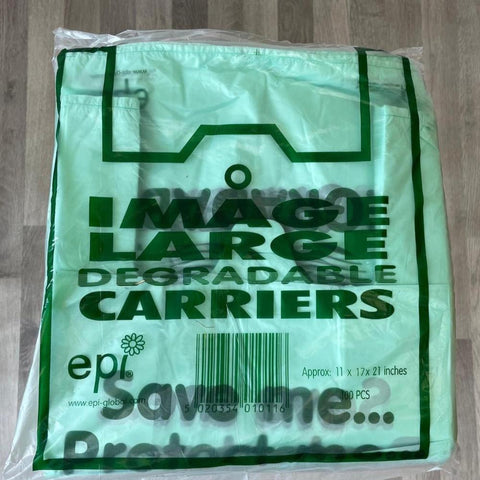 IMAGE
LARGE
DEGRADABLE
CARRIERS
epi®
www.epi-global.com
5 020354 010116
Approx: 11 x 17x 21 inches
100 PCS
Save me...